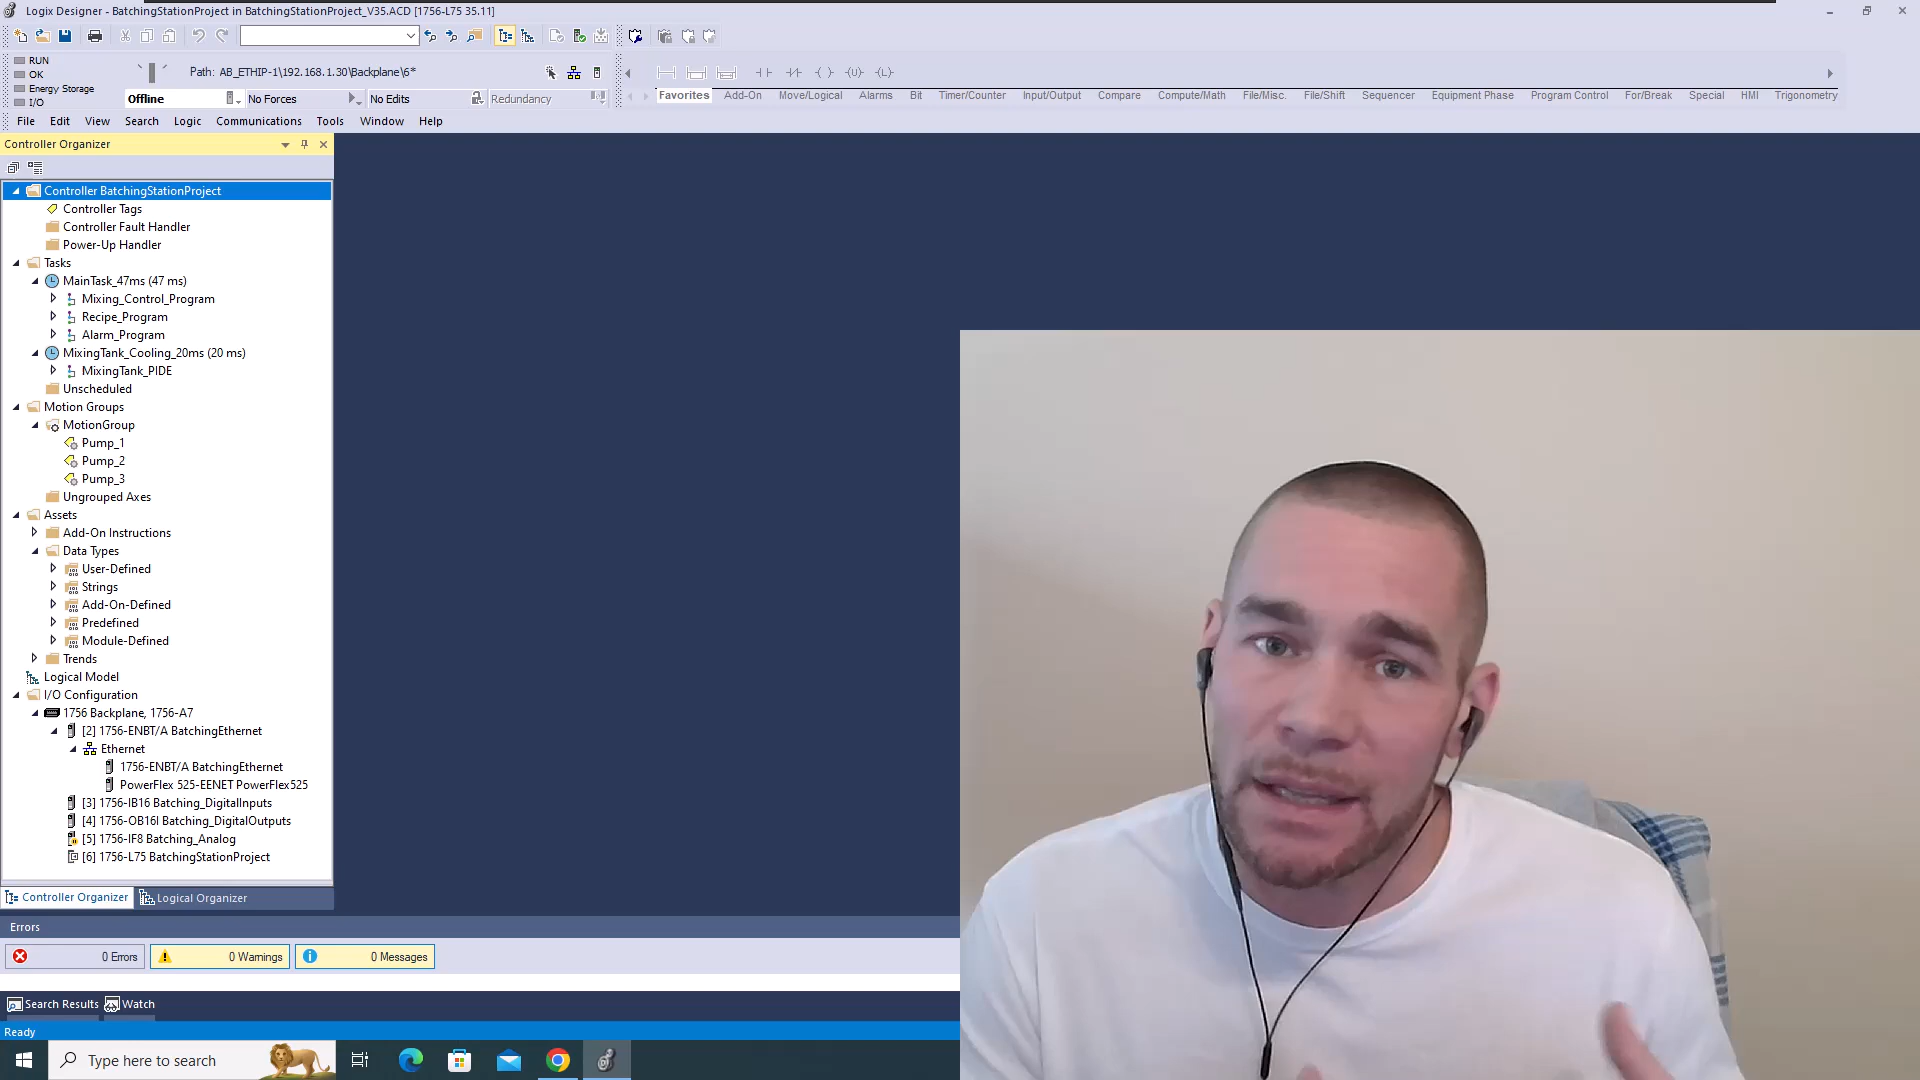 Logix Designer - BatchingStationProject in BatchingStationProject_V35.ACD [1756-L75 35.11]
RUN
OK
Energy Storage
I/O
Path: AB_ETHIP-1\192.168.1.30\Backplane\6*
Offline
No Forces
No Edits
Redundancy
Favorites Add-On Move/Logical Alarms Bit Timer/Counter Input/Output Compare Compute/Math File/Misc. File/Shift Sequencer Equipment Phase Program Control For/Break Special HMI Trigonometry
File Edit View Search Logic Communications Tools Window Help
Controller Organizer
Controller BatchingStationProject
Controller Tags
Controller Fault Handler
Power-Up Handler
Tasks
MainTask_47ms (47 ms)
Mixing_Control_Program
Recipe_Program
Alarm_Program
MixingTank_Cooling_20ms (20 ms)
MixingTank_PIDE
Unscheduled
Motion Groups
MotionGroup
Pump_1
Pump_2
Pump_3
Ungrouped Axes
Assets
Add-On Instructions
Data Types
User-Defined
Strings
Add-On-Defined
Predefined
Module-Defined
Trends
Logical Model
I/O Configuration
1756 Backplane, 1756-A7
[2] 1756-ENBT/A BatchingEthernet
Ethernet
1756-ENBT/A BatchingEthernet
PowerFlex 525-EENET PowerFlex525
[3] 1756-IB16 Batching_DigitalInputs
[4] 1756-OB16I Batching_DigitalOutputs
[5] 1756-IF8 Batching_Analog
[6] 1756-L75 BatchingStationProject
Controller Organizer Logical Organizer
Errors
0 Errors 0 Warnings 0 Messages
Search Results Watch
Ready
Type here to search